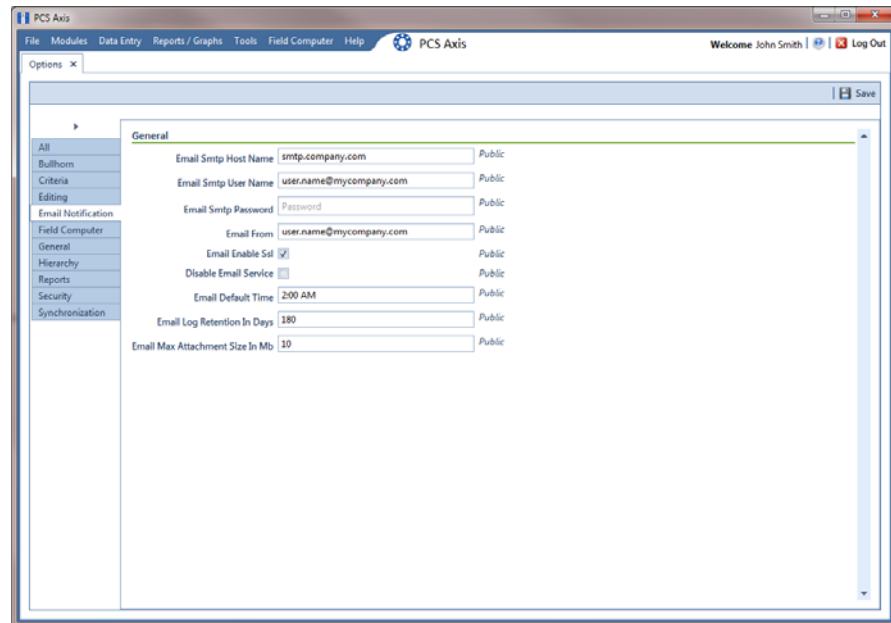 PCS Axis
File Modules Data Entry Reports / Graphs Tools Field Computer Help PCS Axis Welcome John Smith Log Out
Options
Save
General
All
Bullhorn
Criteria
Editing
Email Notification
Field Computer
General
Hierarchy
Reports
Security
Synchronization
Email Smtp Host Name smtp.company.com Public
Email Smtp User Name user.name@mycompany.com Public
Email Smtp Password Password Public
Email From user.name@mycompany.com Public
Email Enable Ssl Public
Disable Email Service Public
Email Default Time 2:00 AM Public
Email Log Retention In Days 180 Public
Email Max Attachment Size In Mb 10 Public